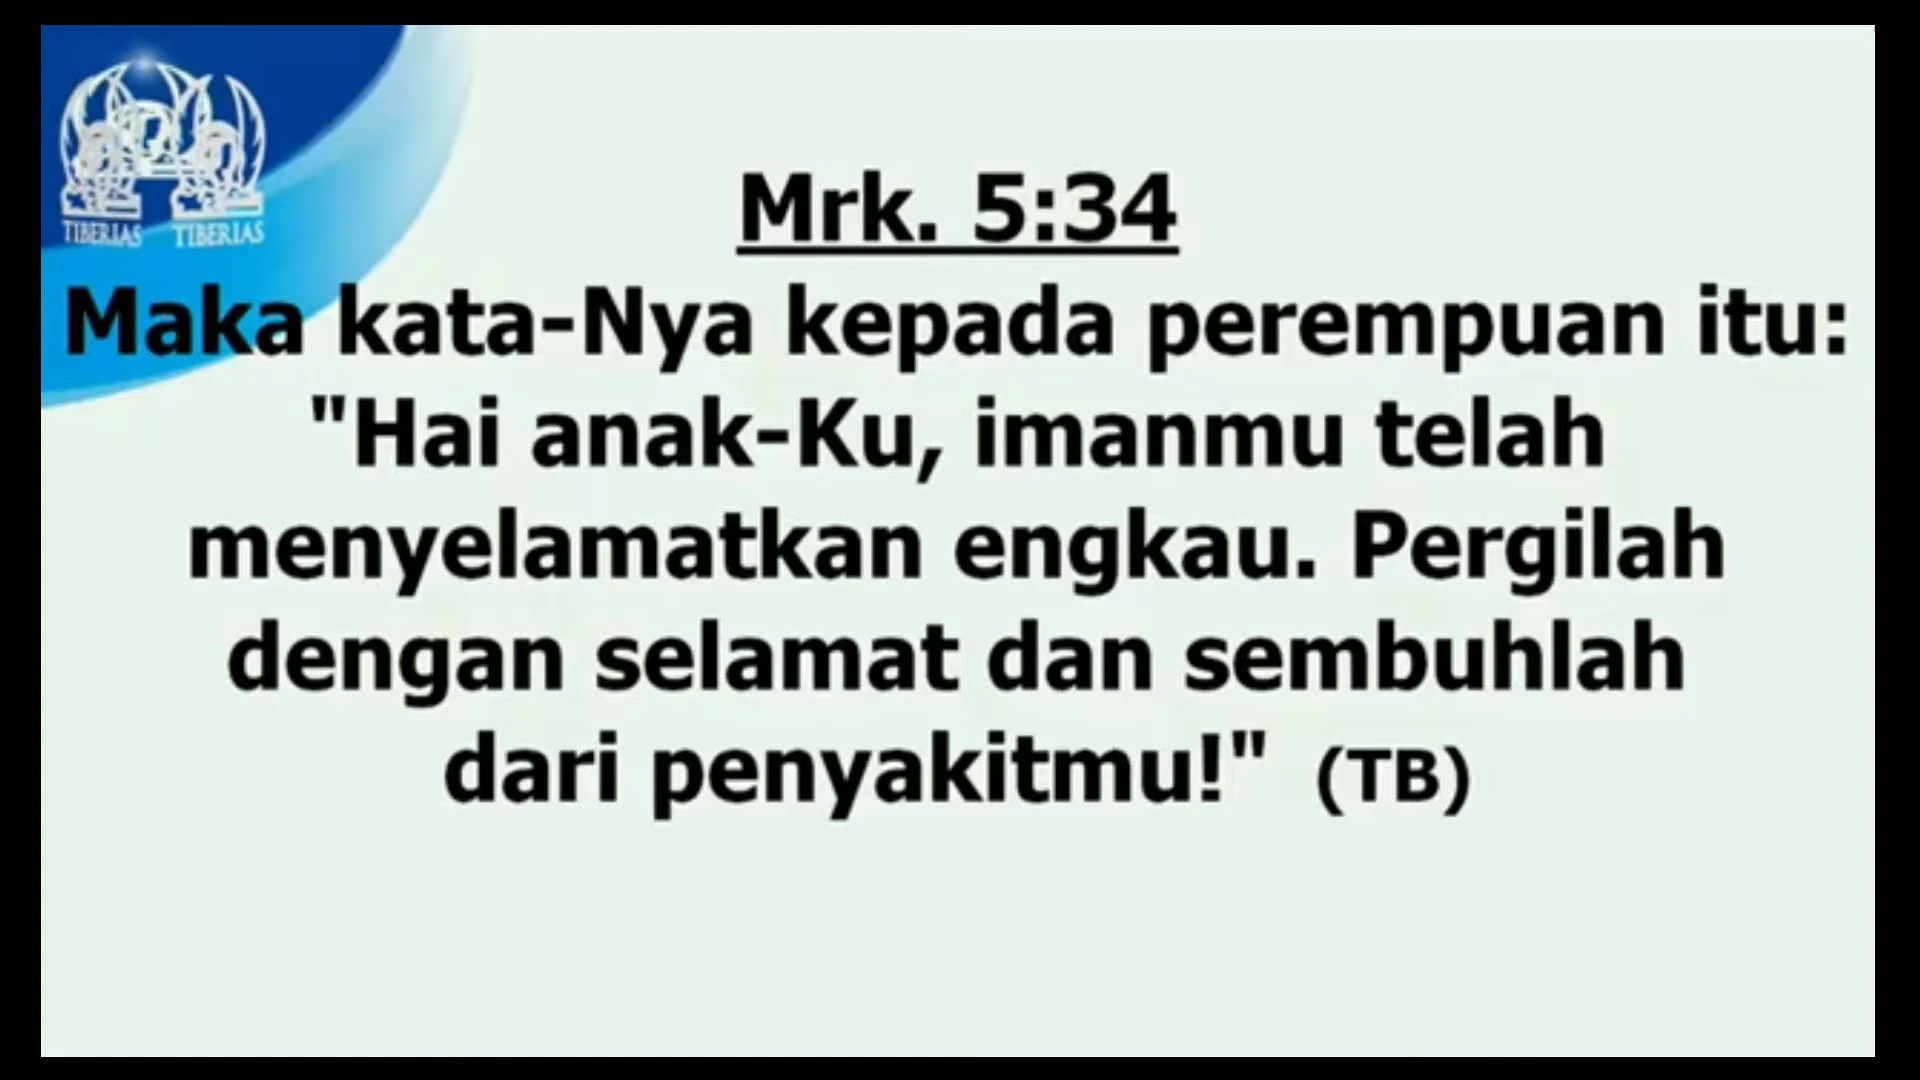 TIBERIAS TIBERIAS
Mrk. 5:34
Maka kata-Nya kepada perempuan itu:
"Hai anak-Ku, imanmu telah
menyelamatkan engkau. Pergilah
dengan selamat dan sembuhlah
dari penyakitmu!" (TB)